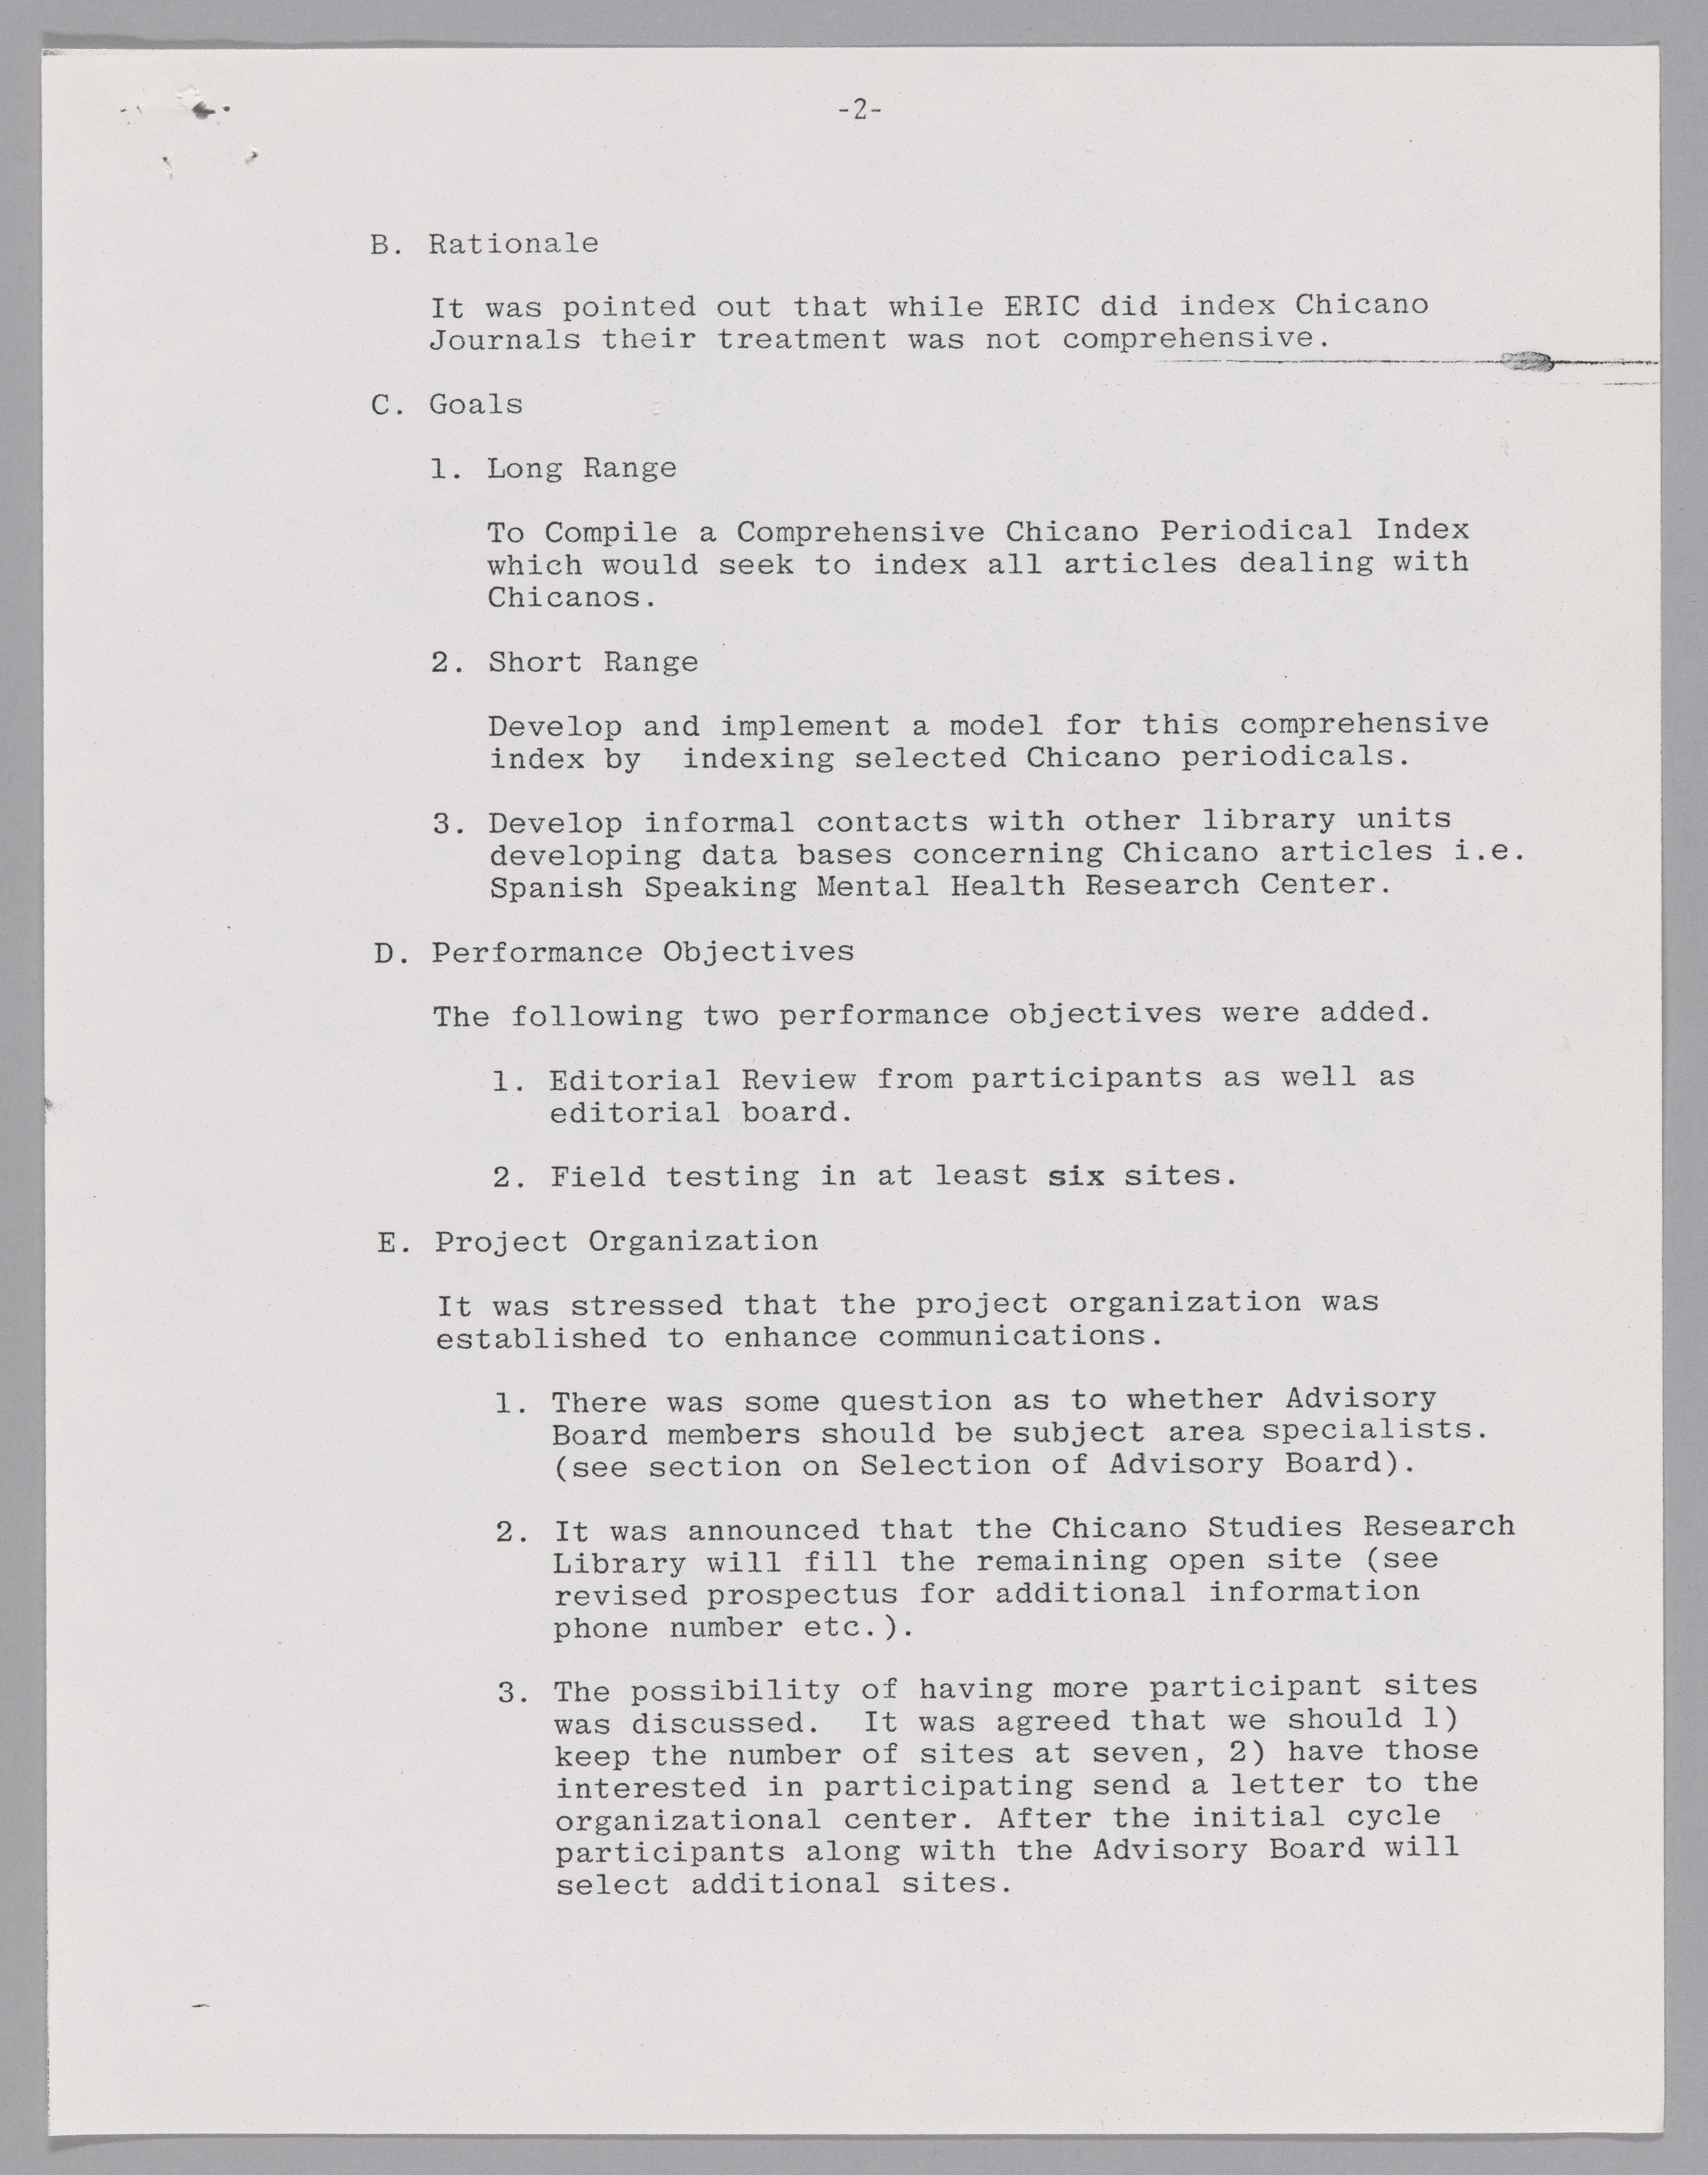 -2-
B. Rationale
It was pointed out that while ERIC did index Chicano
Journals their treatment was not comprehensive.
C. Goals
1. Long Range
To Compile a Comprehensive Chicano Periodical Index
which would seek to index all articles dealing with
Chicanos.
2. Short Range
Develop and implement a model for this comprehensive
index by  indexing selected Chicano periodicals.
3. Develop informal contacts with other library units
developing data bases concerning Chicano articles i.e.
Spanish Speaking Mental Health Research Center.
D. Performance Objectives
The following two performance objectives were added.
1. Editorial Review from participants as well as
editorial board.
2. Field testing in at least six sites.
E. Project Organization
It was stressed that the project organization was
established to enhance communications.
1. There was some question as to whether Advisory
Board members should be subject area specialists.
(see section on Selection of Advisory Board).
2. It was announced that the Chicano Studies Research
Library will fill the remaining open site (see
revised prospectus for additional information
phone number etc.).
3. The possibility of having more participant sites
was discussed.  It was agreed that we should 1)
keep the number of sites at seven, 2) have those
interested in participating send a letter to the
organizational center. After the initial cycle
participants along with the Advisory Board will
select additional sites.